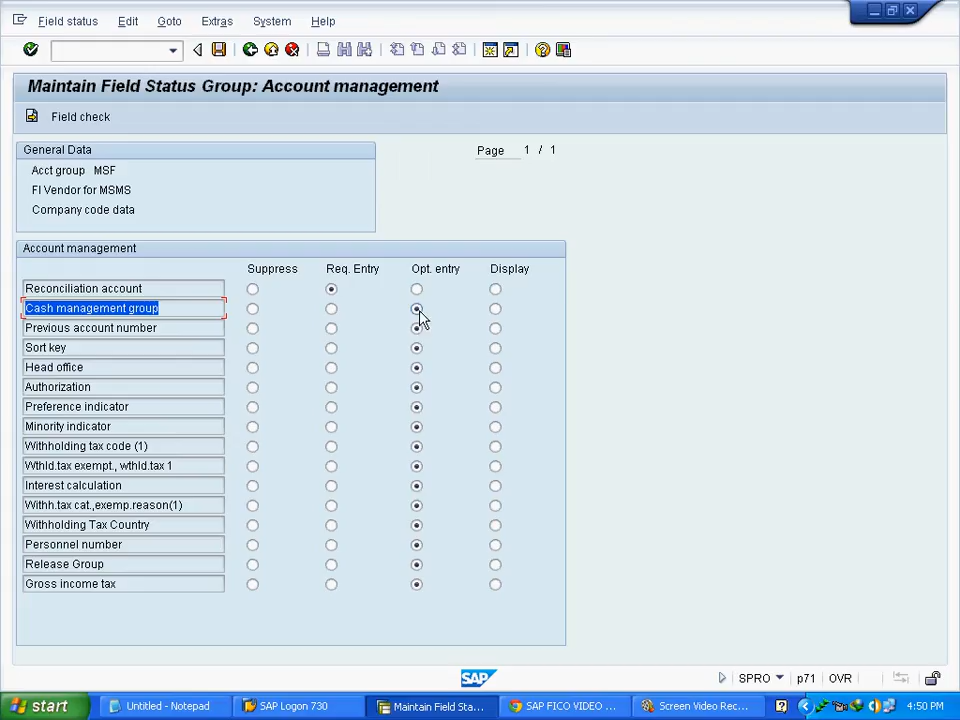 Field status Edit Goto Extras System Help
Maintain Field Status Group: Account management
Field check
General Data
Page 1 / 1
Acct group MSF
FI Vendor for MSMS
Company code data
Account management
Suppress Req. Entry Opt. entry Display
Reconciliation account
Cash management group
Previous account number
Sort key
Head office
Authorization
Preference indicator
Minority indicator
Withholding tax code (1)
Wthld.tax exempt., wthld.tax 1
Interest calculation
Withh.tax cat.,exemp.reason(1)
Withholding Tax Country
Personnel number
Release Group
Gross income tax
SAP
SPRO p71 OVR
start Untitled - Notepad SAP Logon 730 Maintain Field Sta... SAP FICO VIDEO ... Screen Video Rec... 4:50 PM